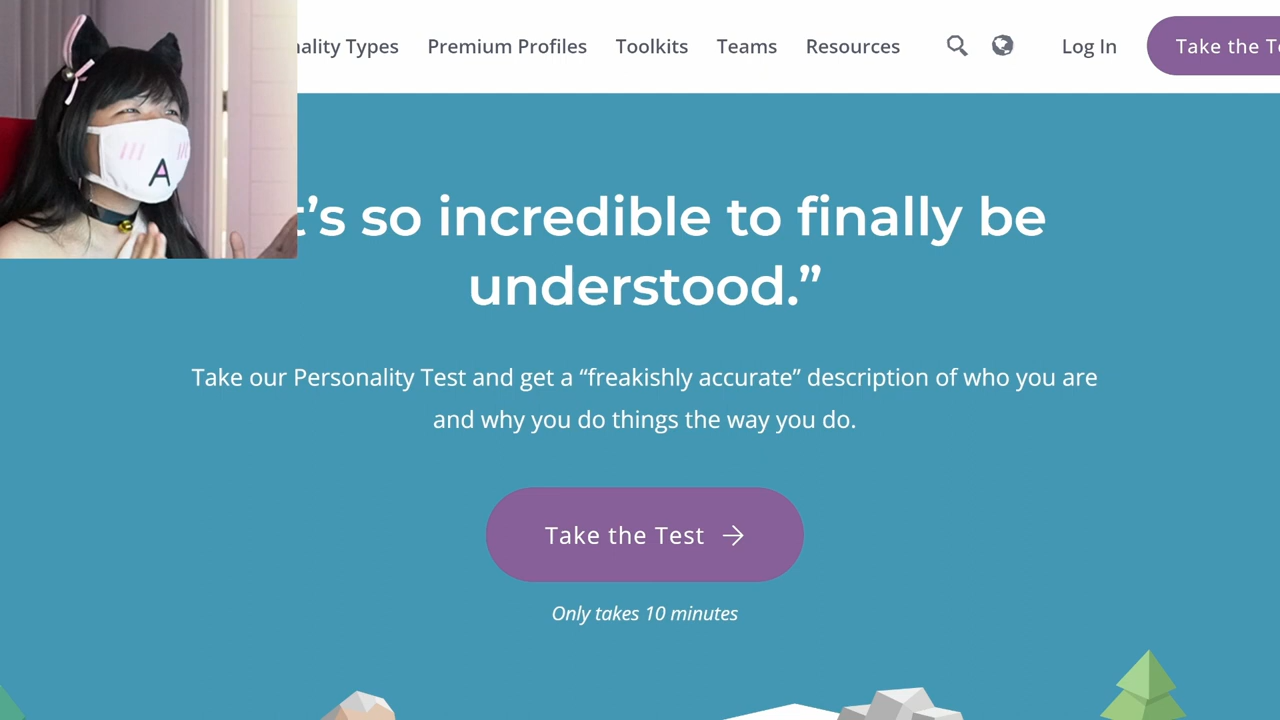 nality Types Premium Profiles Toolkits Teams Resources Log In Take the Te
t’s so incredible to finally be
understood.”
Take our Personality Test and get a “freakishly accurate” description of who you are
and why you do things the way you do.
Take the Test →
Only takes 10 minutes
A